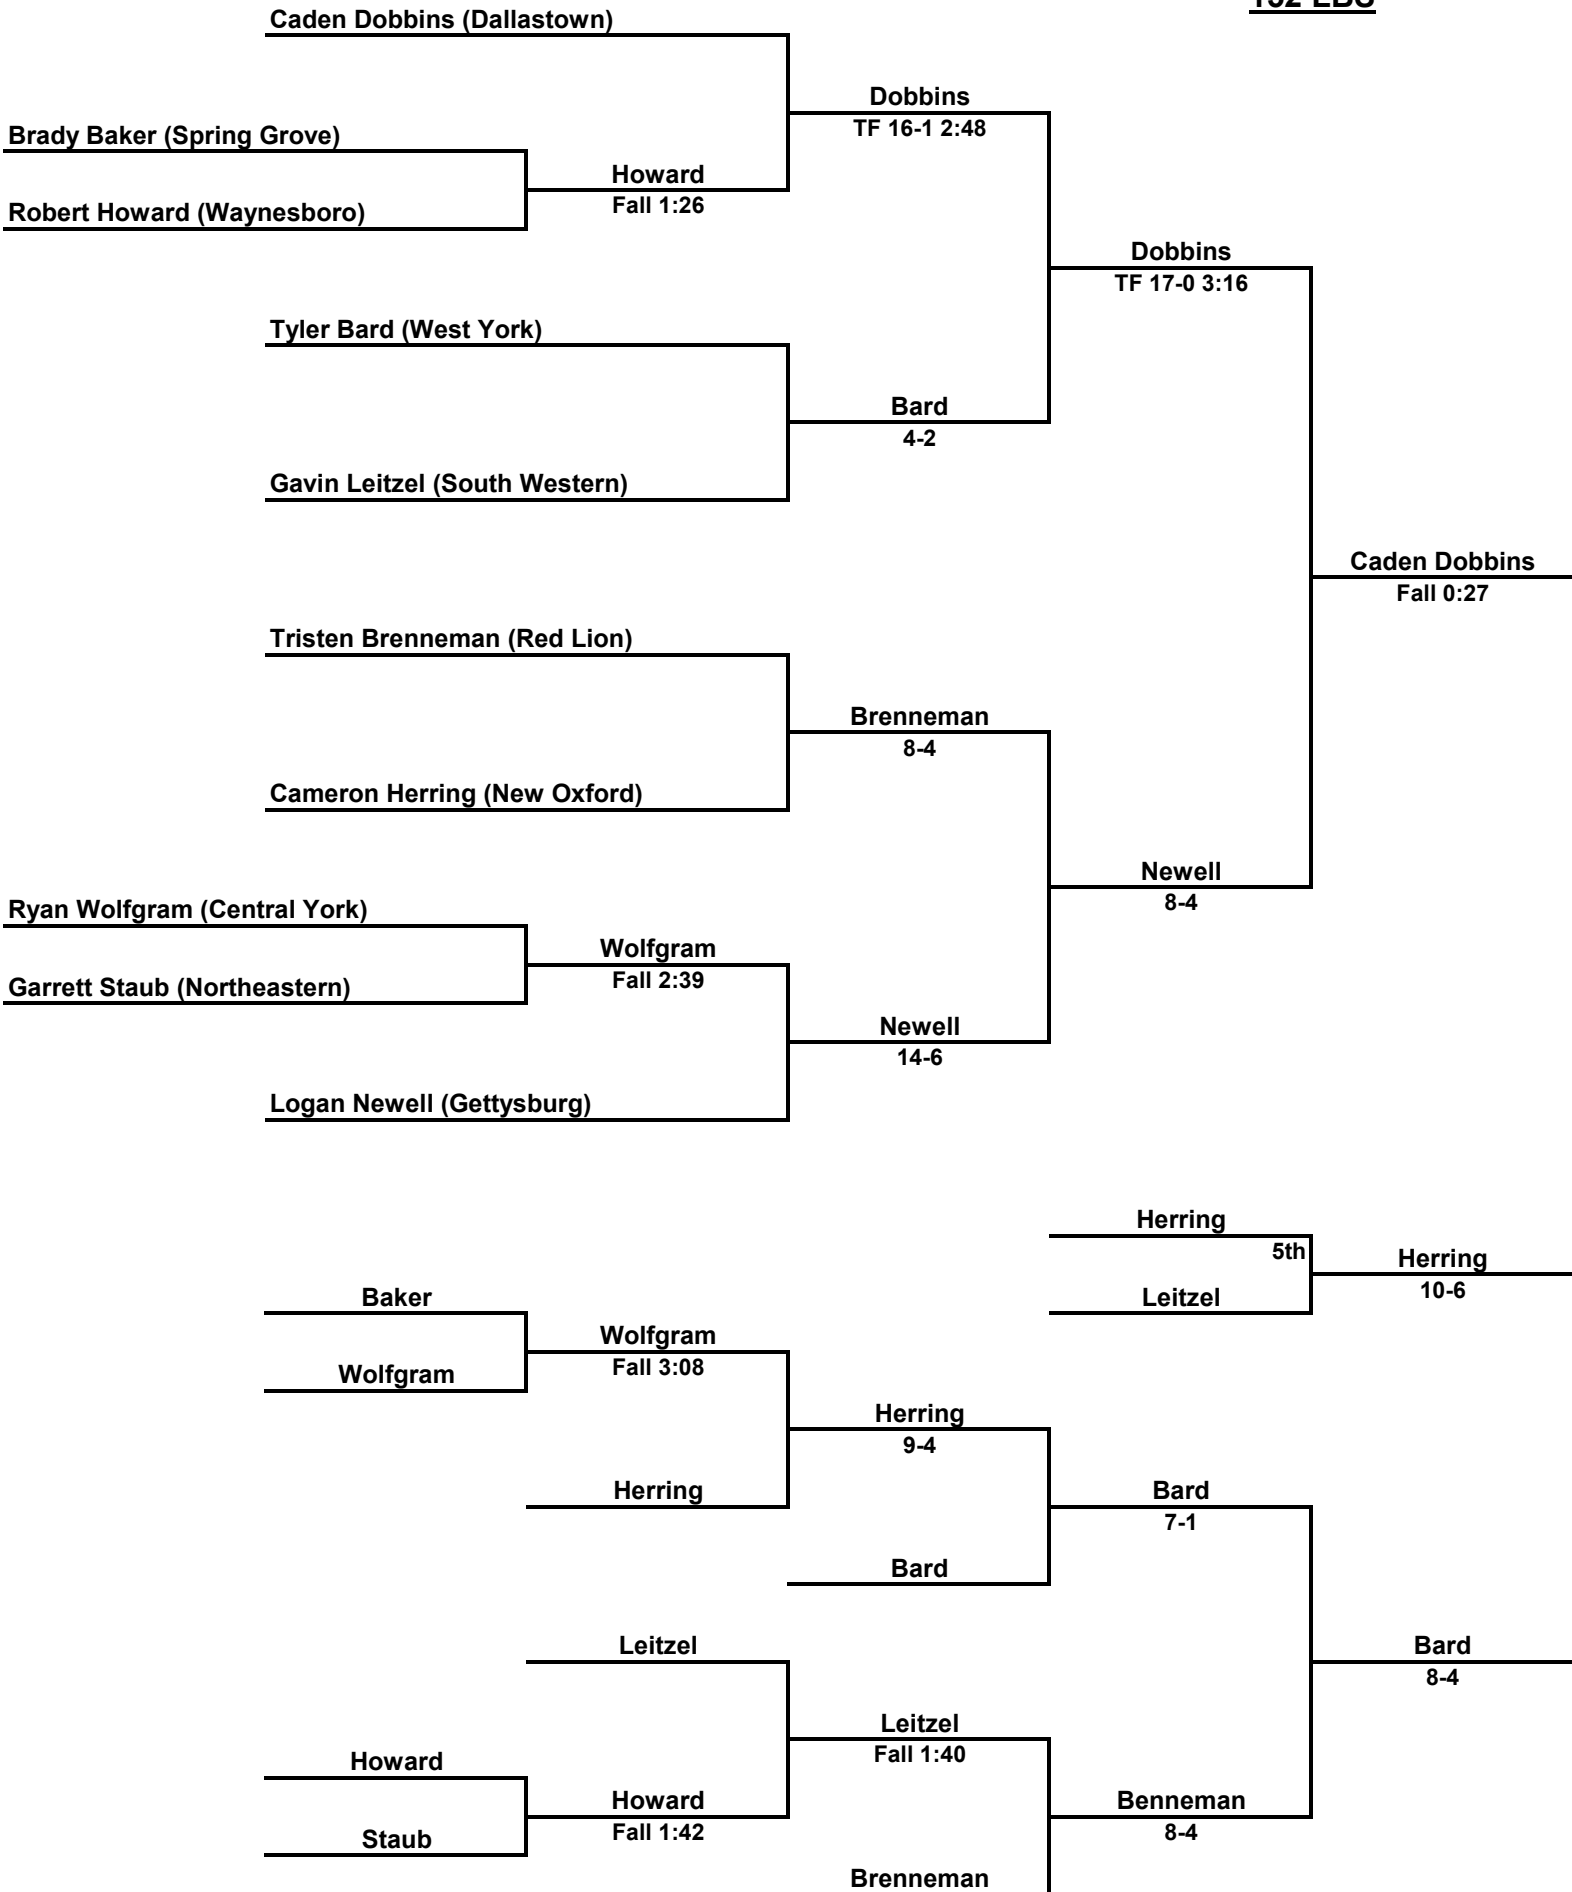 Caden Dobbins (Dallastown)
Dobbins
TF 16-1 2:48
Brady Baker (Spring Grove)
Howard
Fall 1:26
Robert Howard (Waynesboro)
Dobbins
TF 17-0 3:16
Tyler Bard (West York)
Bard
4-2
Gavin Leitzel (South Western)
Caden Dobbins
Fall 0:27
Tristen Brenneman (Red Lion)
Brenneman
8-4
Cameron Herring (New Oxford)
Newell
8-4
Ryan Wolfgram (Central York)
Wolfgram
Fall 2:39
Garrett Staub (Northeastern)
Newell
14-6
Logan Newell (Gettysburg)
Herring
5th
Herring
10-6
Leitzel
Baker
Wolfgram
Fall 3:08
Wolfgram
Herring
9-4
Herring
Bard
7-1
Bard
Leitzel
Bard
8-4
Leitzel
Fall 1:40
Howard
Howard
Fall 1:42
Benneman
8-4
Staub
Brenneman